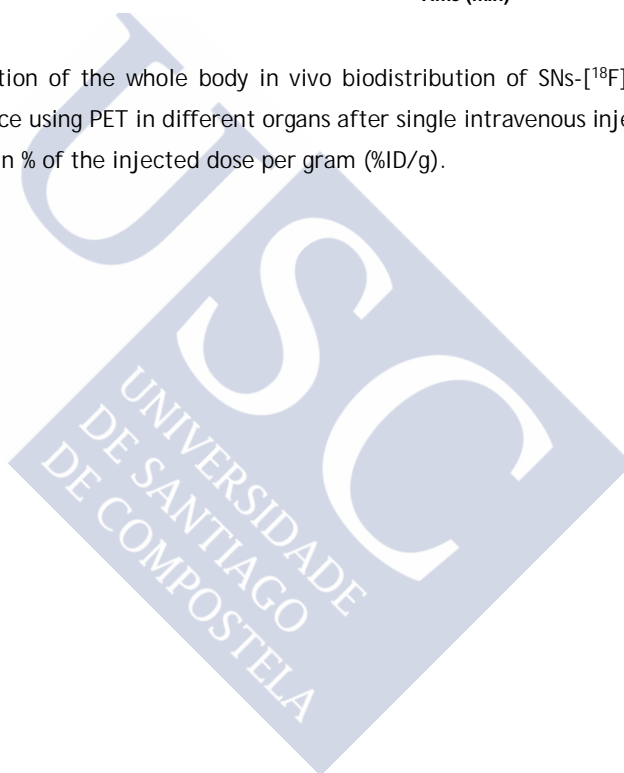 tion of the whole body in vivo biodistribution of SNs-[18F]
ce using PET in different organs after single intravenous inje
n % of the injected dose per gram (%ID/g).
USC
UNIVERSIDADE
DE SANTIAGO
DE COMPOSTELA